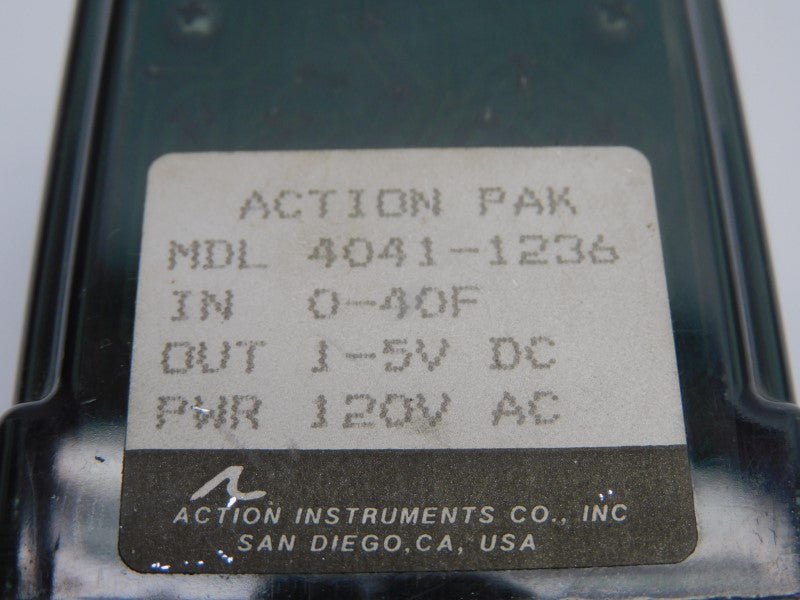 ACTION PAK
MDL 4041-1236
IN 0-40F
OUT 1-5V DC
PWR 120V AC
ACTION INSTRUMENTS CO., INC
SAN DIEGO,CA, USA